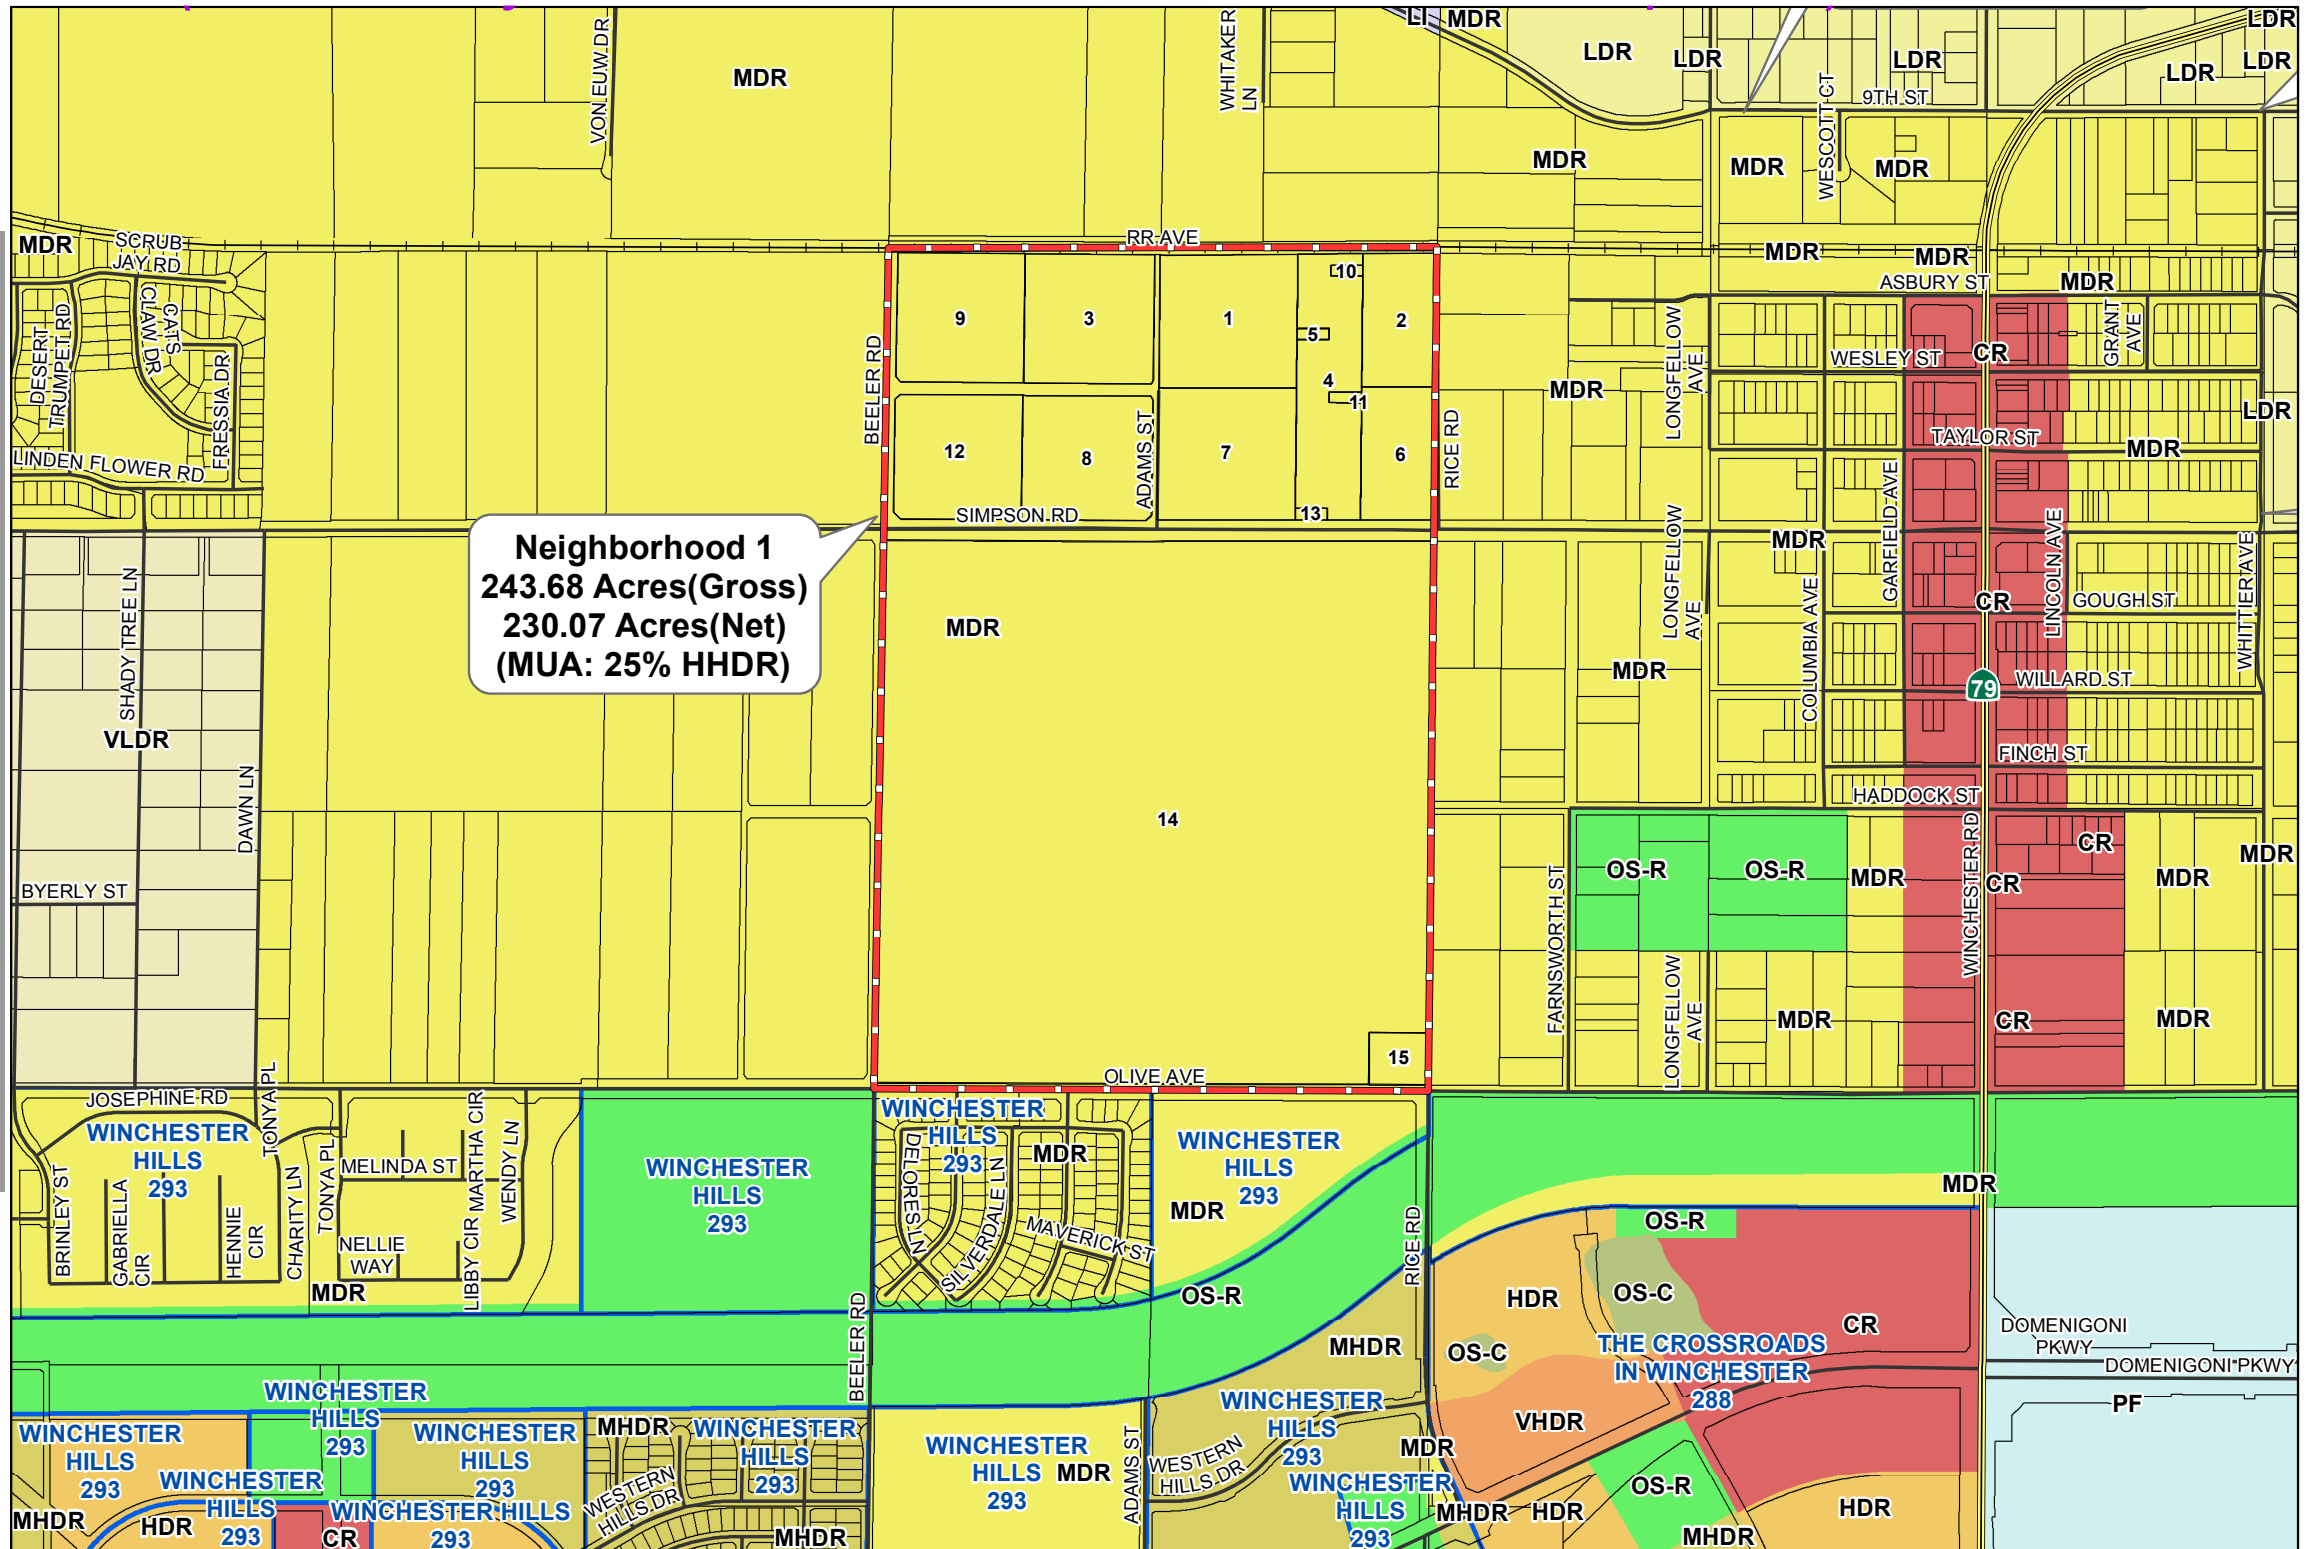 LI
MDR
LDR
LDR
LDR
LDR
LDR
LDR
VON EUW DR
MDR
WHITAKER
LN
9TH ST
WESCOTT CT
MDR
MDR
MDR
MDR
SCRUB
JAY RD
RR AVE
MDR
MDR
ASBURY ST
MDR
DESERT
TRUMPET RD
CATS
CLAW DR
FRESSIA DR
LINDEN FLOWER RD
BEELER RD
9
3
1
10
5
2
4
11
12
8
ADAMS ST
7
6
13
SIMPSON RD
RICE RD
MDR
LONGFELLOW
AVE
WESLEY ST
CR
GRANT
AVE
LDR
TAYLOR ST
MDR
GARFIELD AVE
Neighborhood 1
243.68 Acres(Gross)
230.07 Acres(Net)
(MUA: 25% HHDR)
MDR
LONGFELLOW
AVE
MDR
MDR
COLUMBIA AVE
CR
LINCOLN AVE
GOUGH ST
WHITTIER AVE
79
WILLARD ST
FINCH ST
HADDOCK ST
SHADY TREE LN
VLDR
DAWN LN
BYERLY ST
14
15
FARNSWORTH ST
OS-R
OS-R
MDR
WINCHESTER RD
CR
CR
MDR
MDR
LONGFELLOW
AVE
MDR
CR
MDR
OLIVE AVE
JOSEPHINE RD
TONYA PL
WINCHESTER
HILLS
293
BRINLEY ST
GABRIELLA
CIR
HENNIE
CIR
CHARITY LN
TONYA PL
MELINDA ST
NELLIE
WAY
MARTHA CIR
LIBBY CIR
WENDY LN
MDR
WINCHESTER
HILLS
293
WINCHESTER
HILLS
293
DELORES LN
SILVERDALE LN
MDR
MAVERICK ST
WINCHESTER
HILLS
293
MDR
OS-R
RICE RD
MDR
OS-R
HDR
OS-C
OS-C
CR
THE CROSSROADS
IN WINCHESTER
288
DOMENIGONI
PKWY
DOMENIGONI PKWY
PF
BEELER RD
MHDR
VHDR
WINCHESTER
HILLS
293
WINCHESTER
HILLS
293
WINCHESTER
HILLS
293
MHDR
WINCHESTER
HILLS
293
WESTERN
HILLS DR
WINCHESTER
HILLS
293
MDR
ADAMS ST
WINCHESTER
HILLS
293
WESTERN
HILLS DR
MDR
WINCHESTER
HILLS
293
MHDR
HDR
WINCHESTER
HILLS
293
CR
WINCHESTER HILLS
293
MHDR
MHDR
HDR
OS-R
MHDR
HDR